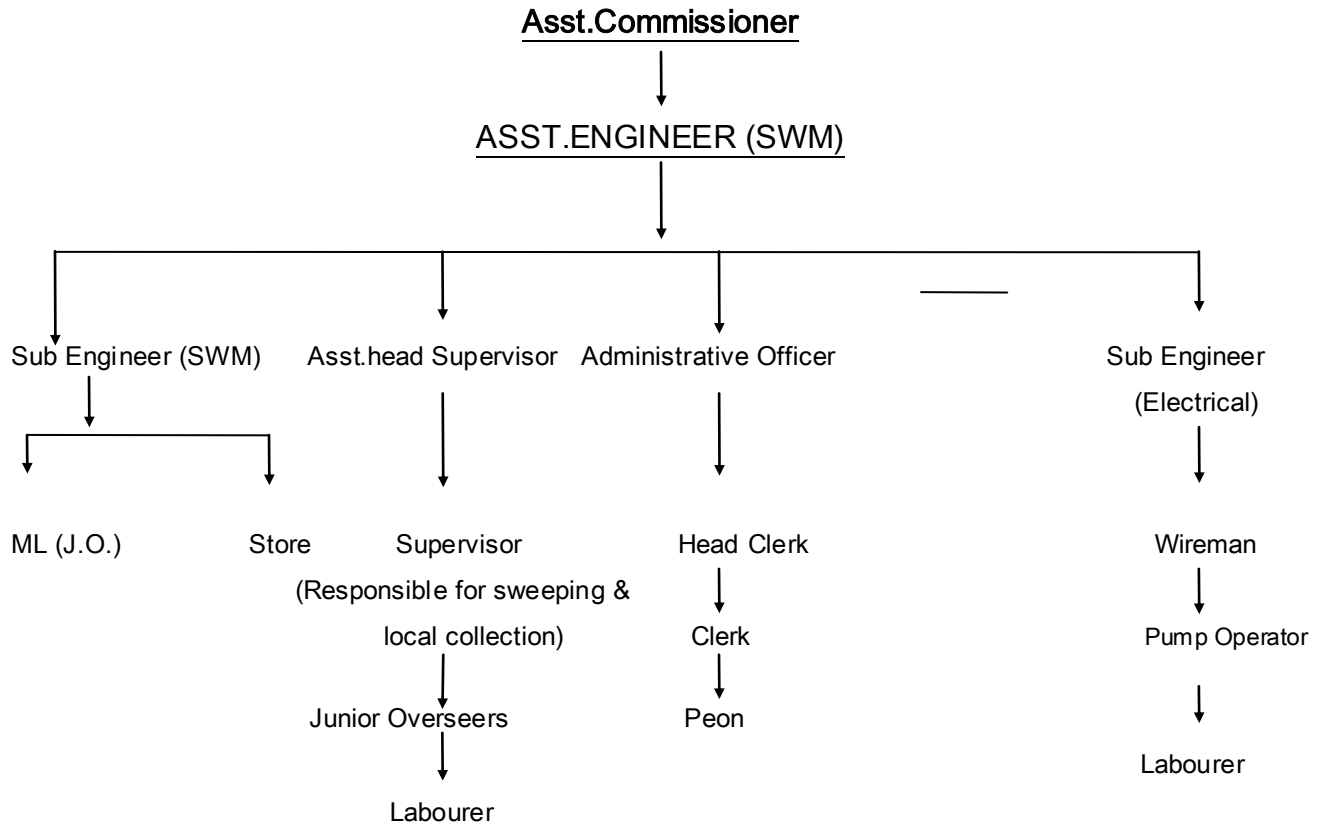 Asst.Commissioner
ASST.ENGINEER (SWM)
Sub Engineer (SWM) Asst.head Supervisor Administrative Officer Sub Engineer
(Electrical)
ML (J.O.) Store Supervisor Head Clerk Wireman
(Responsible for sweeping &
local collection) Clerk Pump Operator
Junior Overseers Peon
Labourer
Labourer